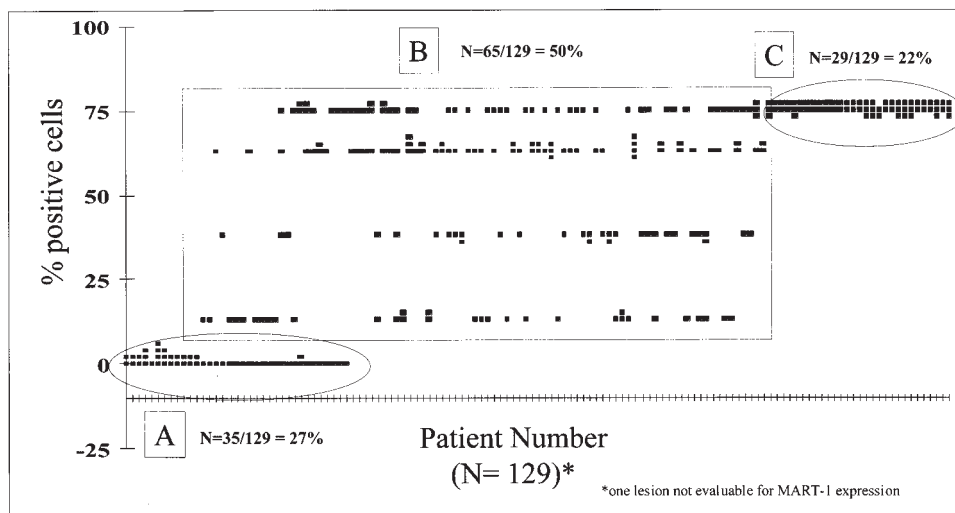 100
B
N=65/129 = 50%
C
N=29/129 = 22%
75
50
% positive cells
25
0
A
N=35/129 = 27%
-25
Patient Number
(N= 129)*
*one lesion not evaluable for MART-1 expression